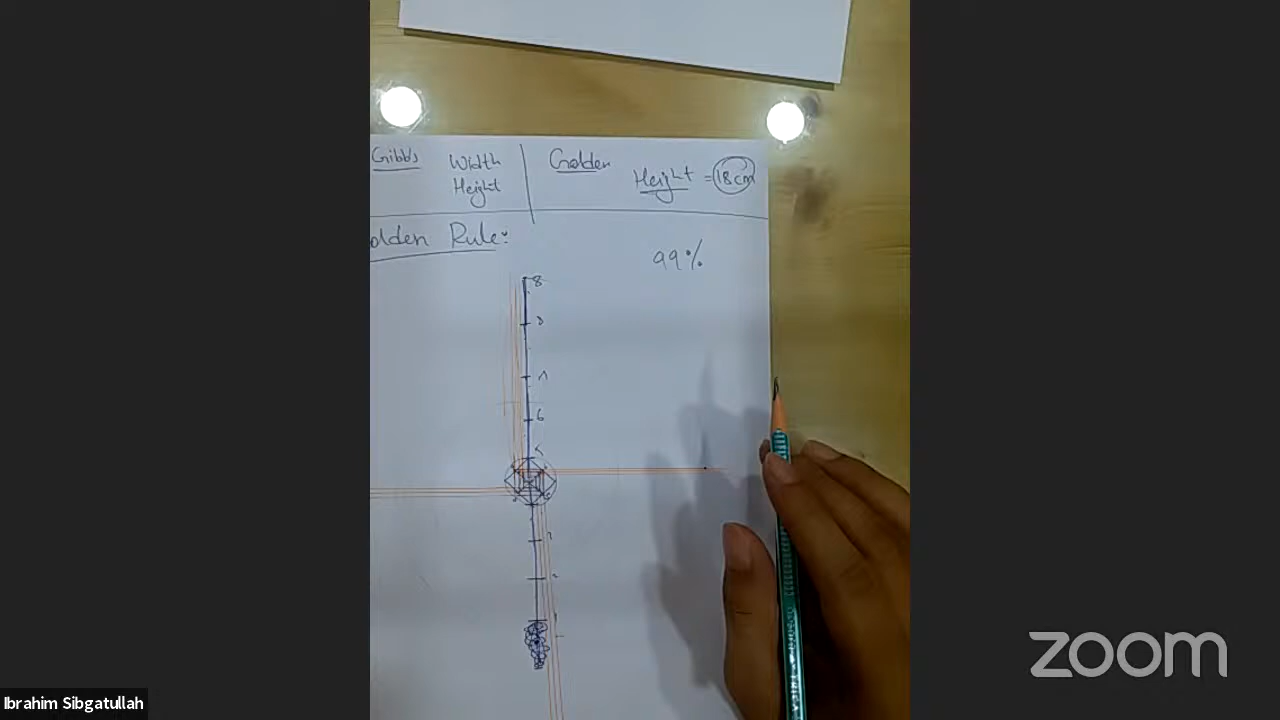 Gibbs Width Golden
Height Height = 18cm
olden Rule:
99%
8
6
Ibrahim Sibgatullah
zoom